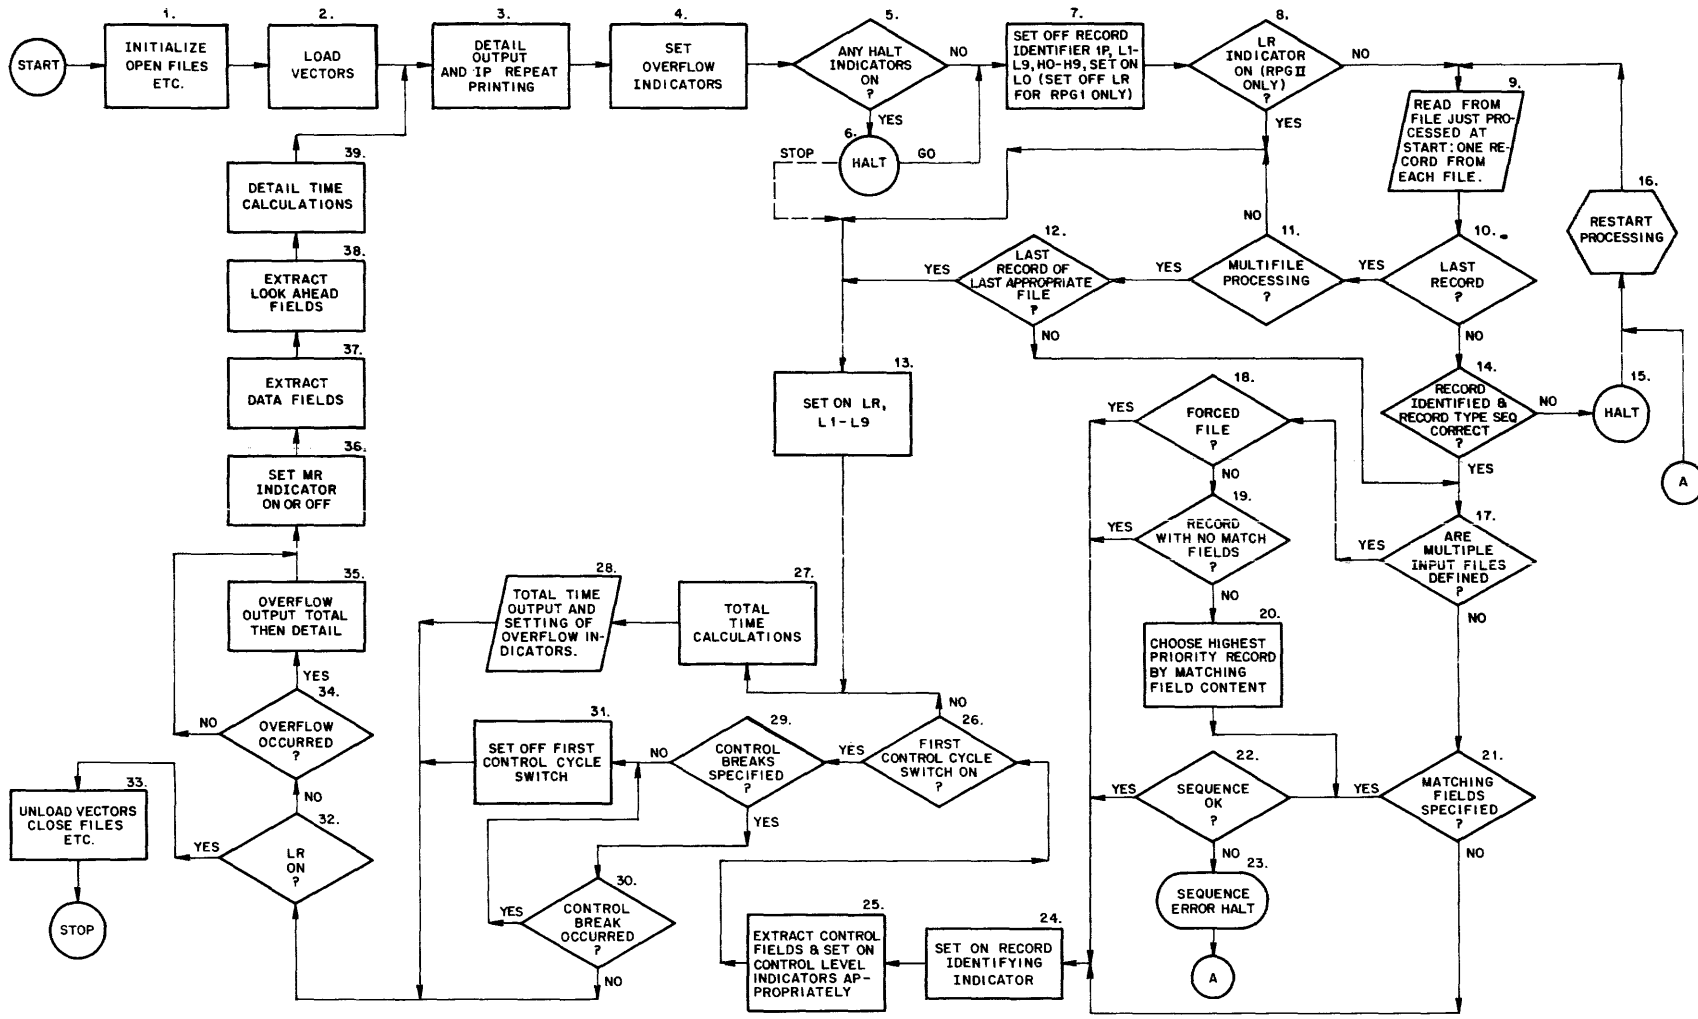 START
1.
INITIALIZE
OPEN FILES
ETC.
2.
LOAD
VECTORS
3.
DETAIL
OUTPUT
AND IP REPEAT
PRINTING
4.
SET
OVERFLOW
INDICATORS
5.
ANY HALT
INDICATORS
ON
?
NO
YES
6.
HALT
STOP
GO
7.
SET OFF RECORD
IDENTIFIER 1P, L1-
L9, HO-H9, SET ON
LO (SET OFF LR
FOR RPG1 ONLY)
8.
LR
INDICATOR
ON (RPG II
ONLY)
?
NO
YES
9.
READ FROM
FILE JUST PRO-
CESSED AT
START: ONE RE-
CORD FROM
EACH FILE.
10.
LAST
RECORD
?
YES
NO
11.
MULTIFILE
PROCESSING
?
NO
YES
12.
LAST
RECORD OF
LAST APPROPRIATE
FILE
?
YES
NO
13.
SET ON LR,
L1-L9
14.
RECORD
IDENTIFIED &
RECORD TYPE SEQ
CORRECT
?
NO
YES
15.
HALT
16.
RESTART
PROCESSING
A
17.
ARE
MULTIPLE
INPUT FILES
DEFINED
?
YES
NO
18.
FORCED
FILE
?
YES
NO
19.
RECORD
WITH NO MATCH
FIELDS
?
YES
NO
20.
CHOOSE HIGHEST
PRIORITY RECORD
BY MATCHING
FIELD CONTENT
21.
MATCHING
FIELDS
SPECIFIED
?
YES
NO
22.
SEQUENCE
OK
?
YES
NO
23.
SEQUENCE
ERROR HALT
A
24.
SET ON RECORD
IDENTIFYING
INDICATOR
25.
EXTRACT CONTROL
FIELDS & SET ON
CONTROL LEVEL
INDICATORS AP-
PROPRIATELY
26.
FIRST
CONTROL CYCLE
SWITCH ON
?
NO
YES
27.
TOTAL
TIME
CALCULATIONS
28.
TOTAL TIME
OUTPUT AND
SETTING OF
OVERFLOW IN-
DICATORS.
29.
CONTROL
BREAKS
SPECIFIED
?
NO
YES
30.
CONTROL
BREAK
OCCURRED
?
YES
NO
31.
SET OFF FIRST
CONTROL CYCLE
SWITCH
32.
LR
ON
?
YES
NO
33.
UNLOAD VECTORS
CLOSE FILES
ETC.
STOP
34.
OVERFLOW
OCCURRED
?
NO
YES
35.
OVERFLOW
OUTPUT TOTAL
THEN DETAIL
36.
SET MR
INDICATOR
ON OR OFF
37.
EXTRACT
DATA FIELDS
38.
EXTRACT
LOOK AHEAD
FIELDS
39.
DETAIL TIME
CALCULATIONS